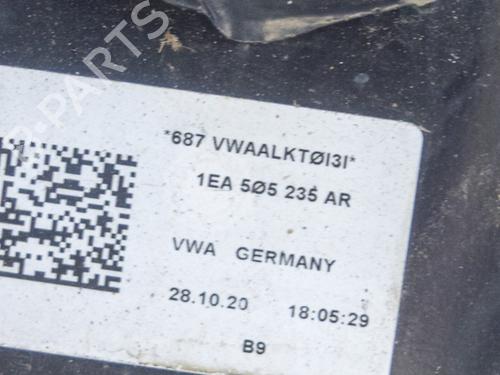 *687 VWAALKTØI3I*
1EA 5Ø5 235 AR
VWA GERMANY
28.10.20 18:05:29
B9